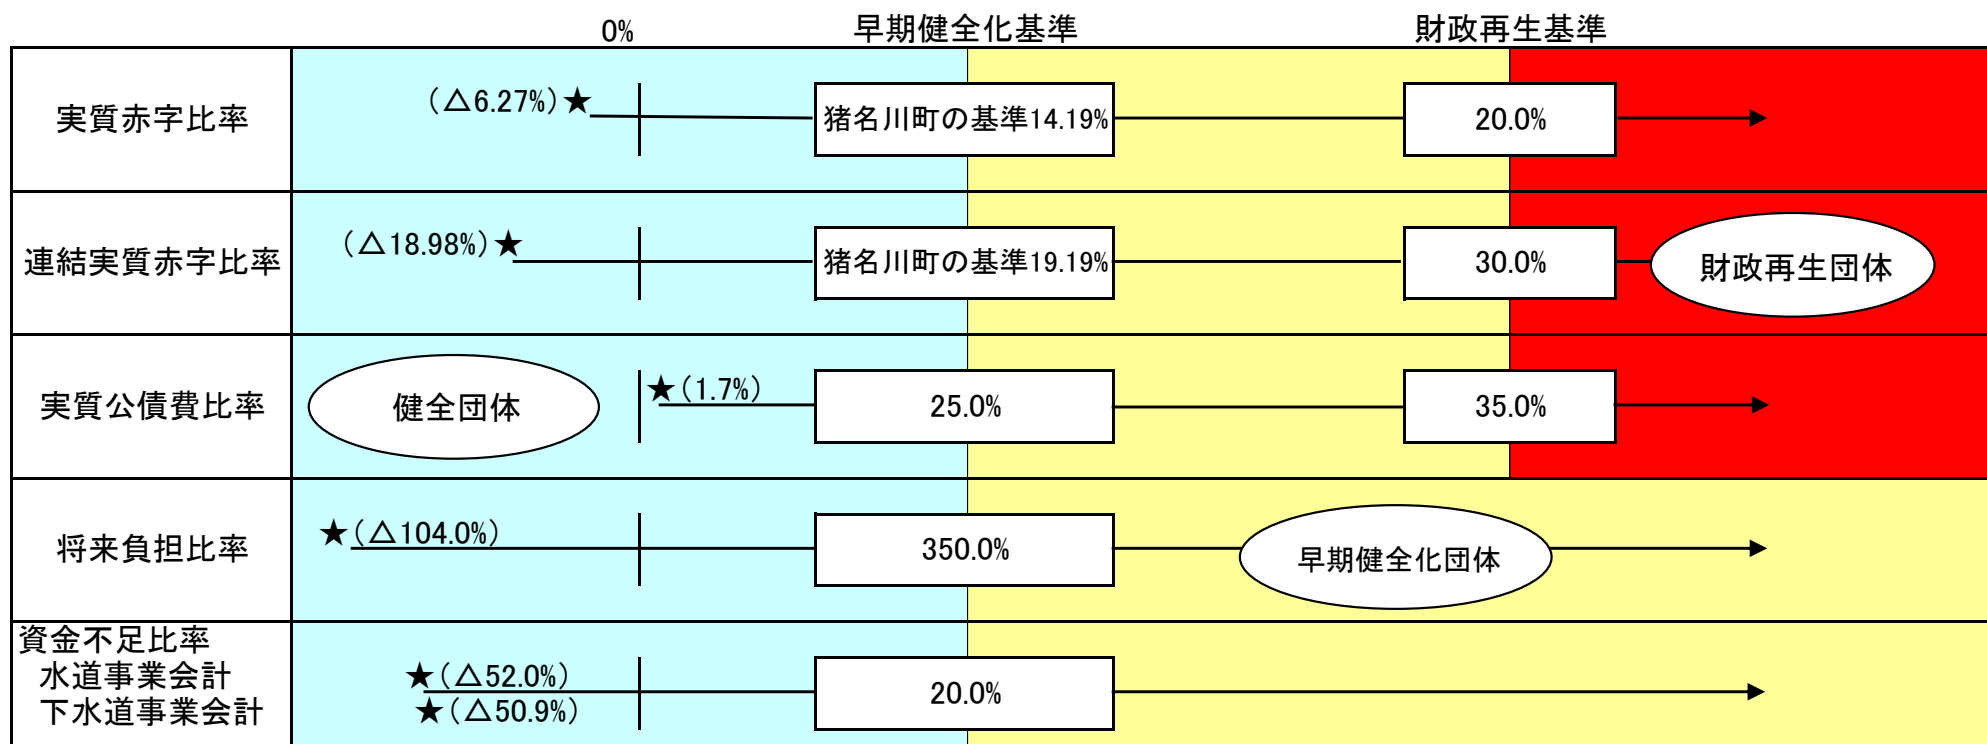 0% 早期健全化基準 財政再生基準
実質赤字比率 (△6.27%)★ 猪名川町の基準14.19% 20.0%
連結実質赤字比率 (△18.98%)★ 猪名川町の基準19.19% 30.0% 財政再生団体
実質公債費比率 健全団体 ★(1.7%) 25.0% 35.0%
将来負担比率 ★(△104.0%) 350.0% 早期健全化団体
資金不足比率
水道事業会計 ★(△52.0%) 20.0%
下水道事業会計 ★(△50.9%)